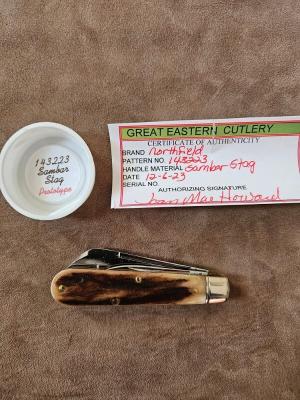 143223
Sambar
Stag
Prototype
GREAT EASTERN CUTLERY
CERTIFICATE OF AUTHENTICITY
BRAND Northfield
PATTERN NO. 143223
HANDLE MATERIAL Sambar Stag
DATE 12-6-23
SERIAL NO.
AUTHORIZING SIGNATURE
Howard